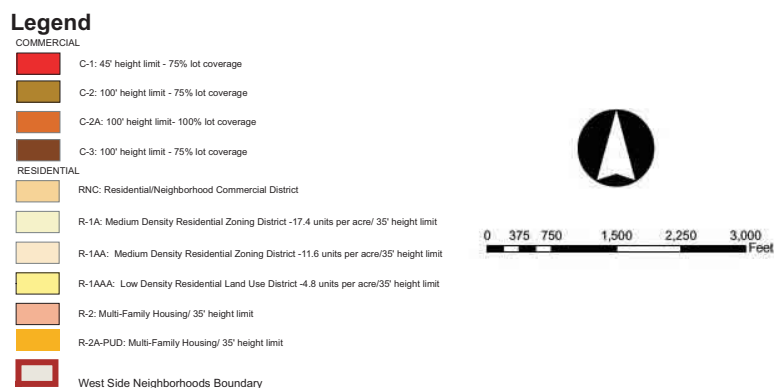 Legend
COMMERCIAL
C-1: 45' height limit - 75% lot coverage
C-2: 100' height limit - 75% lot coverage
C-2A: 100' height limit- 100% lot coverage
C-3: 100' height limit - 75% lot coverage
RESIDENTIAL
RNC: Residential/Neighborhood Commercial District
R-1A: Medium Density Residential Zoning District -17.4 units per acre/ 35' height limit
R-1AA: Medium Density Residential Zoning District -11.6 units per acre/35' height limit
R-1AAA: Low Density Residential Land Use District -4.8 units per acre/35' height limit
R-2: Multi-Family Housing/ 35' height limit
R-2A-PUD: Multi-Family Housing/ 35' height limit
West Side Neighborhoods Boundary
0 375 750 1,500 2,250 3,000
Feet